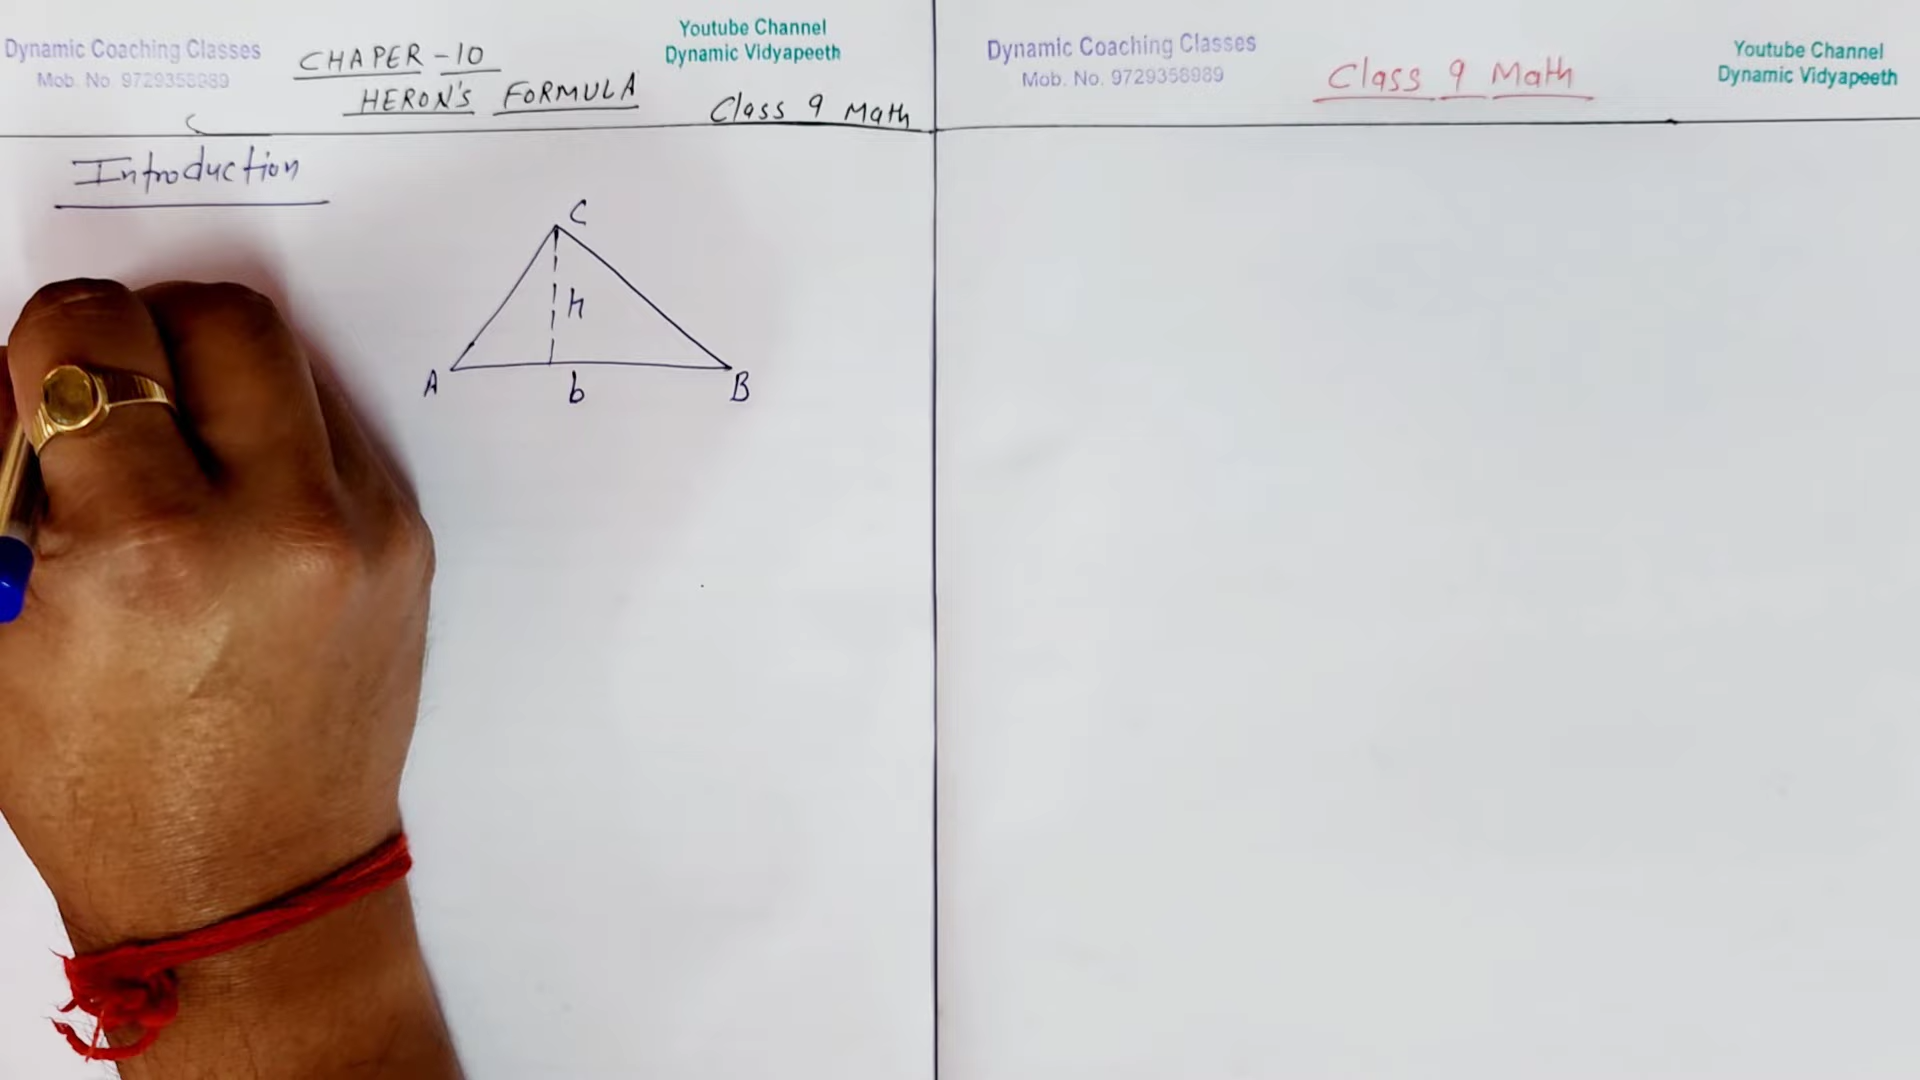 Dynamic Coaching Classes
Mob. No 9729358989
CHAPER -10
HERON'S FORMULA
Youtube Channel
Dynamic Vidyapeeth
Class 9 Math
Introduction
C
h
A
b
B
Dynamic Coaching Classes
Mob. No. 9729358989
Class 9 Math
Youtube Channel
Dynamic Vidyapeeth